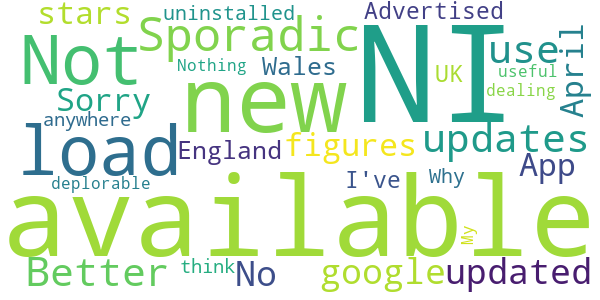 stars
uninstalled
Advertised
Not
Sporadic
NI
use
April
Nothing
Wales
UK
useful
Sorry
new
dealing
anywhere
load
England
figures
updates
App
deplorable
I've
Why
available
My
Better
think
No
google
updated